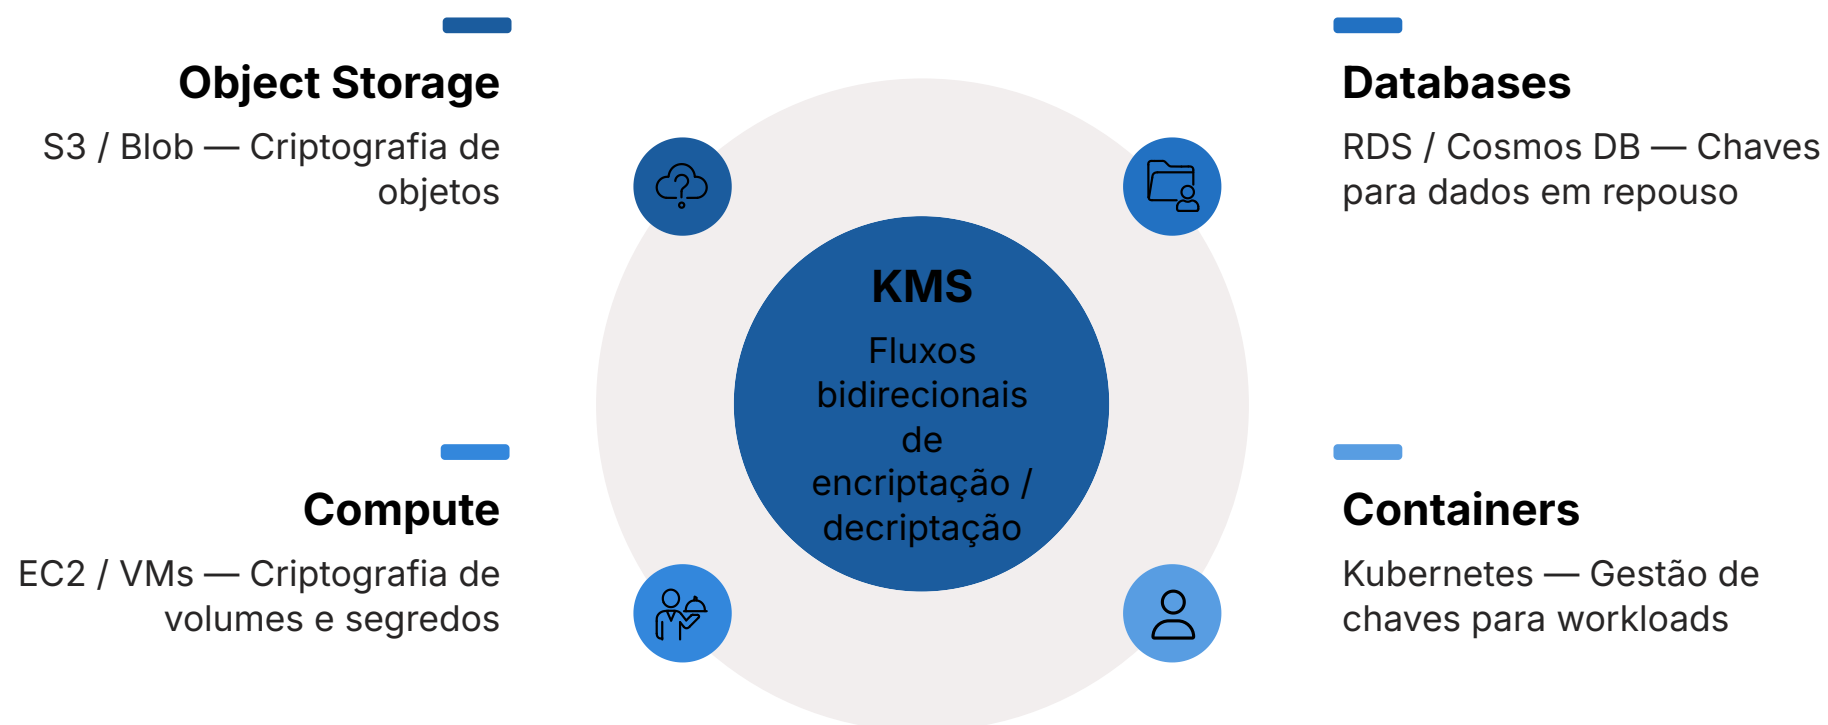 Object Storage
S3 / Blob — Criptografia de
objetos
Databases
RDS / Cosmos DB — Chaves
para dados em repouso
KMS
Fluxos
bidirecionais
de
encriptação /
decriptação
Compute
EC2 / VMs — Criptografia de
volumes e segredos
Containers
Kubernetes — Gestão de
chaves para workloads